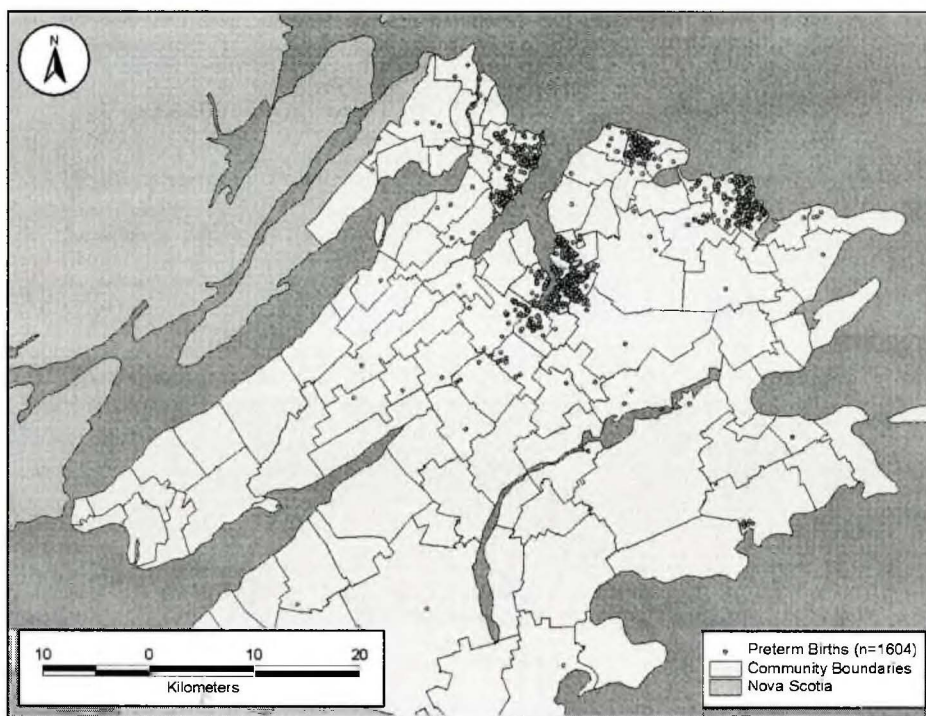 N
10 0 10 20
Kilometers
Preterm Births (n=1604)
Community Boundaries
Nova Scotia